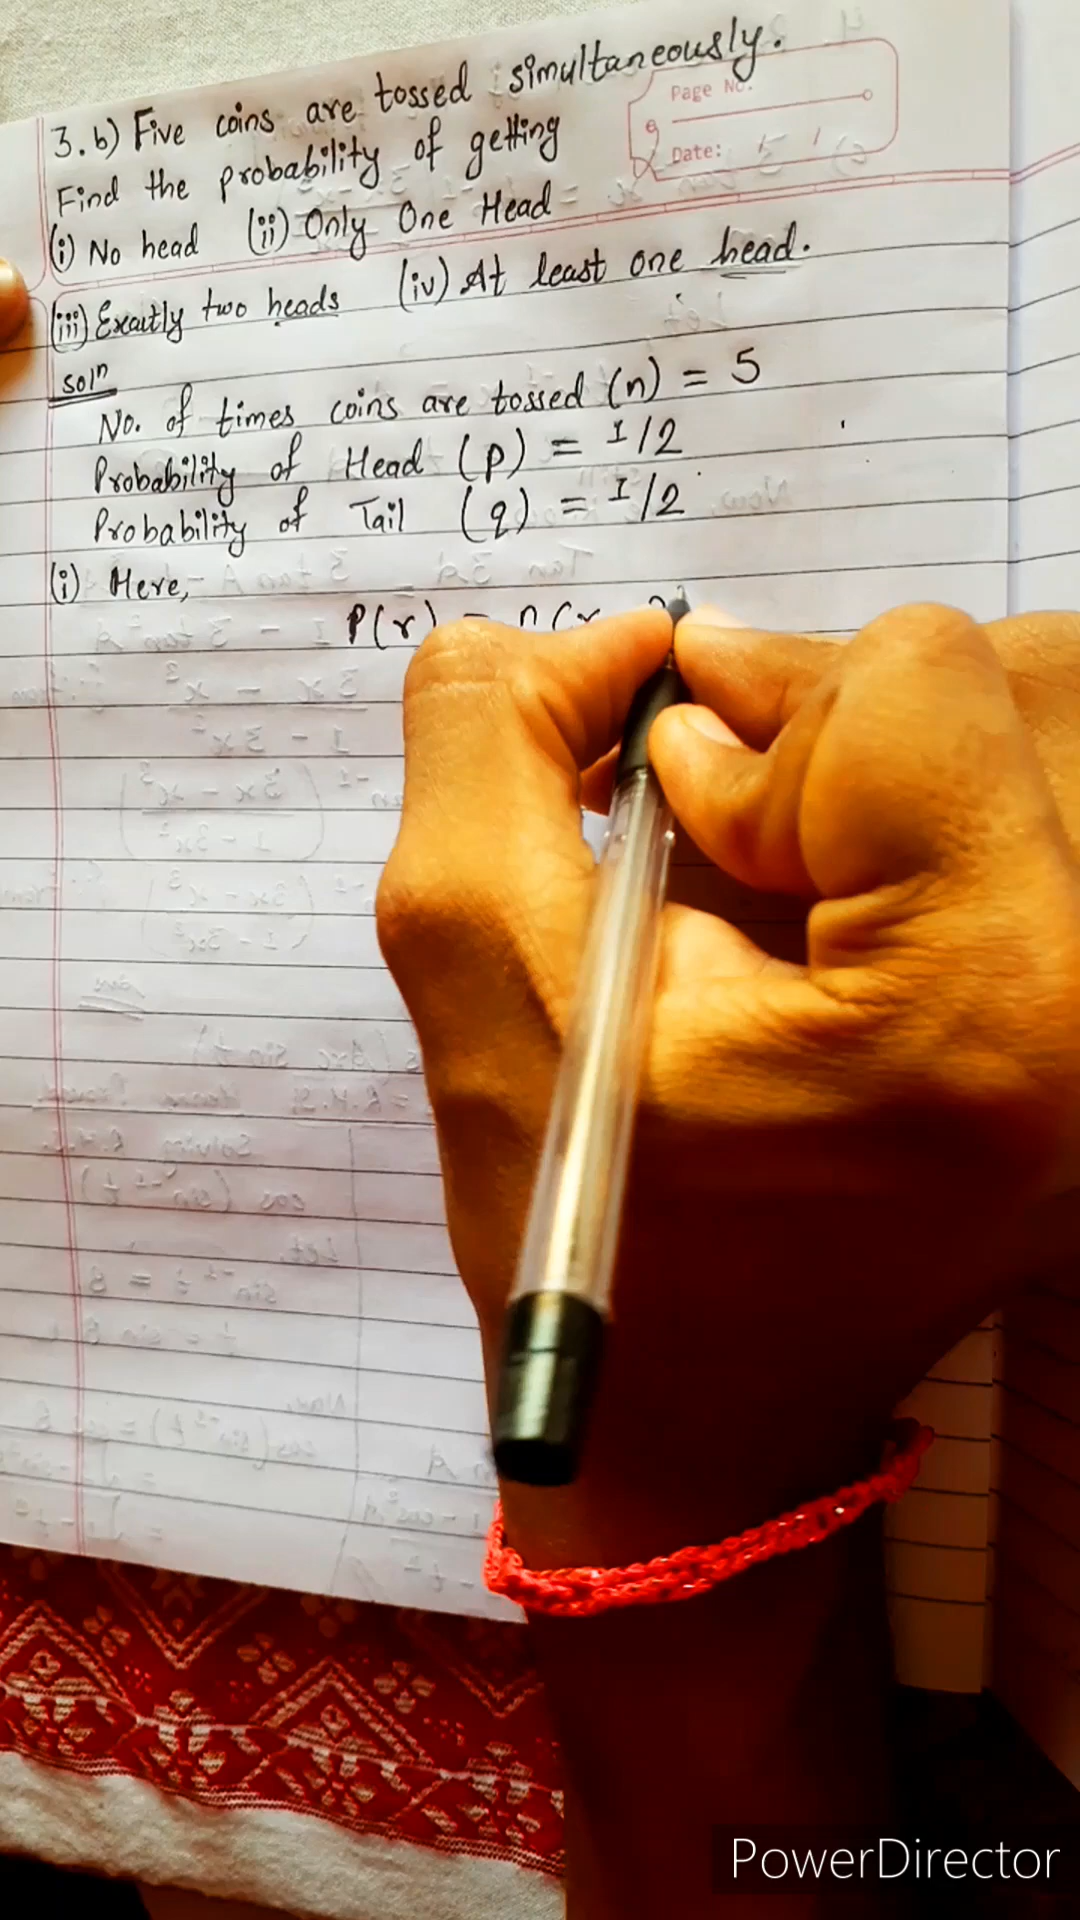 3.b) Five coins are tossed simultaneously.
Page No.
Find the probability of getting
Date:
(i) No head (ii) Only One Head
(iii) Exactly two heads (iv) At least one head.
soln
No. of times coins are tossed (n) = 5
Probability of Head (p) = 1/2
Probability of Tail (q) = 1/2
(i) Here,
P(r) =
PowerDirector